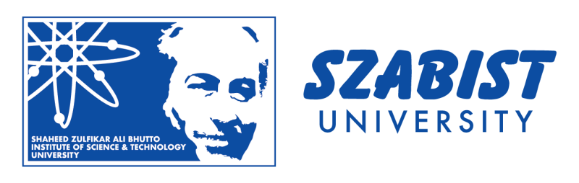 SHAHEED ZULFIKAR ALI BHUTTO
INSTITUTE OF SCIENCE & TECHNOLOGY
UNIVERSITY
SZABIST
UNIVERSITY